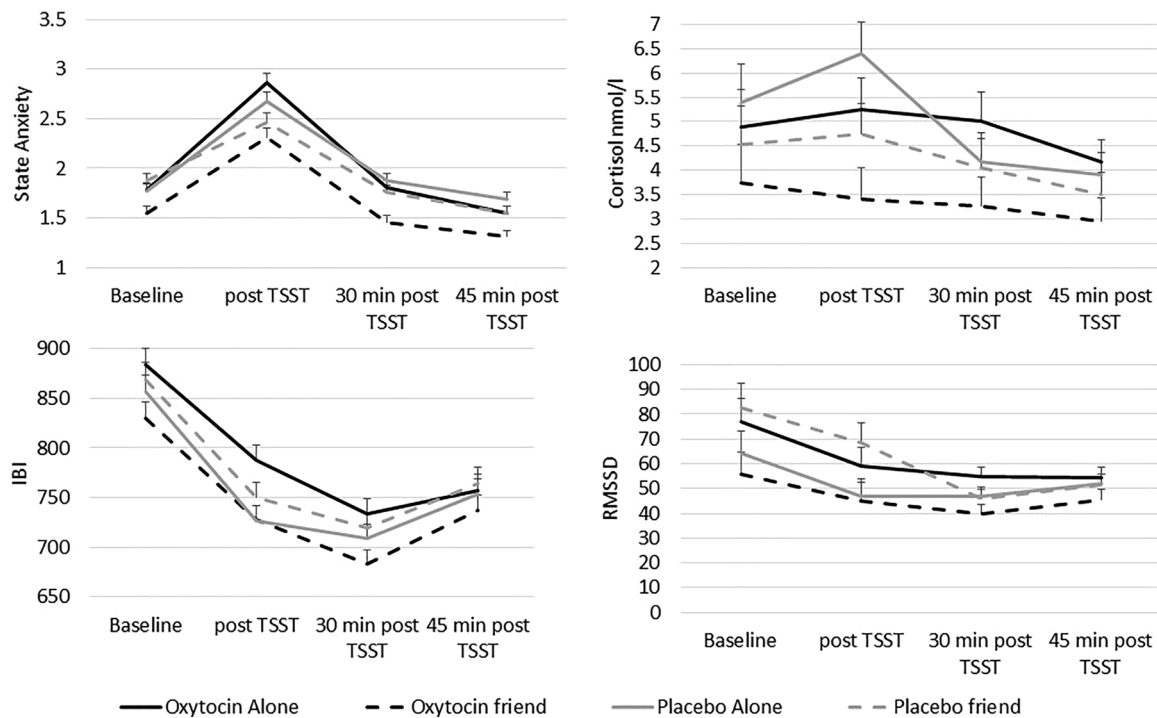 3.5
3
2.5
2
1.5
1
State Anxiety
Baseline
post TSST
30 min post
TSST
45 min post
TSST
7
6.5
6
5.5
5
4.5
4
3.5
3
2.5
2
Cortisol nmol/l
Baseline
post TSST
30 min post
TSST
45 min post
TSST
900
850
800
750
700
650
IBI
Baseline
post TSST
30 min post
TSST
45 min post
TSST
100
90
80
70
60
50
40
30
20
10
0
RMSSD
Baseline
post TSST
30 min post
TSST
45 min post
TSST
Oxytocin Alone
Oxytocin friend
Placebo Alone
Placebo friend